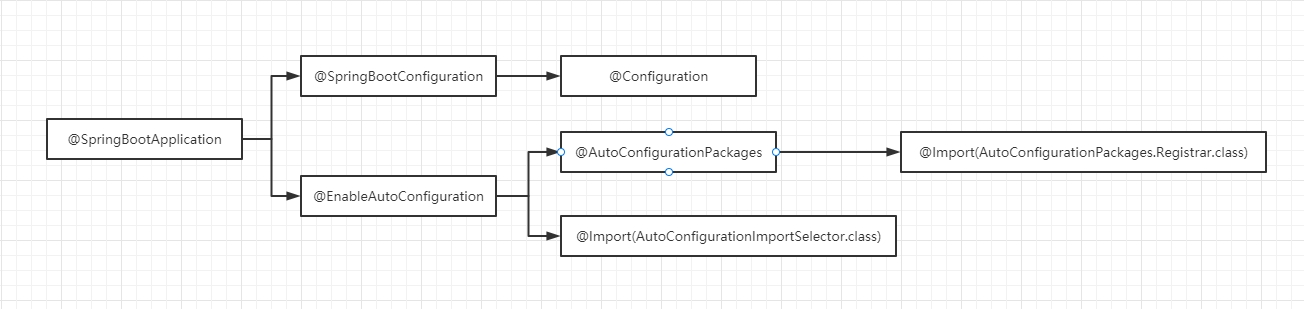 @SpringBootConfiguration
@Configuration
@SpringBootApplication
@AutoConfigurationPackages
@Import(AutoConfigurationPackages.Registrar.class)
@EnableAutoConfiguration
@Import(AutoConfigurationImportSelector.class)